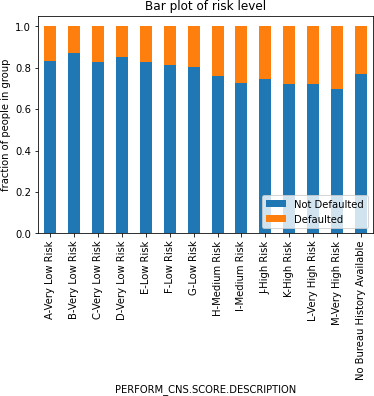 Bar plot of risk level
fraction of people in group
1.0
0.8
0.6
0.4
0.2
0.0
Not Defaulted
Defaulted
A-Very Low Risk
B-Very Low Risk
C-Very Low Risk
D-Very Low Risk
E-Low Risk
F-Low Risk
G-Low Risk
H-Medium Risk
I-Medium Risk
J-High Risk
K-High Risk
L-Very High Risk
M-Very High Risk
No Bureau History Available
PERFORM_CNS.SCORE.DESCRIPTION